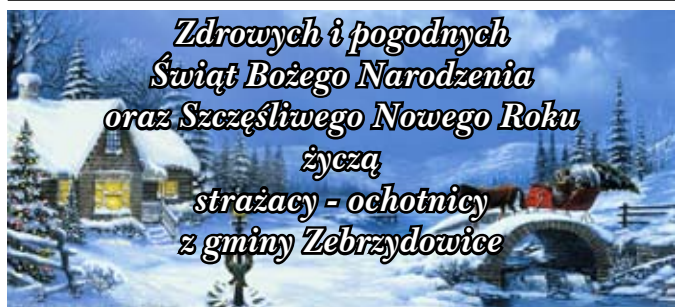 Zdrowych i pogodnych
Świąt Bożego Narodzenia
oraz Szczęśliwego Nowego Roku
życzą
strażacy - ochotnicy
z gminy Zebrzydowice